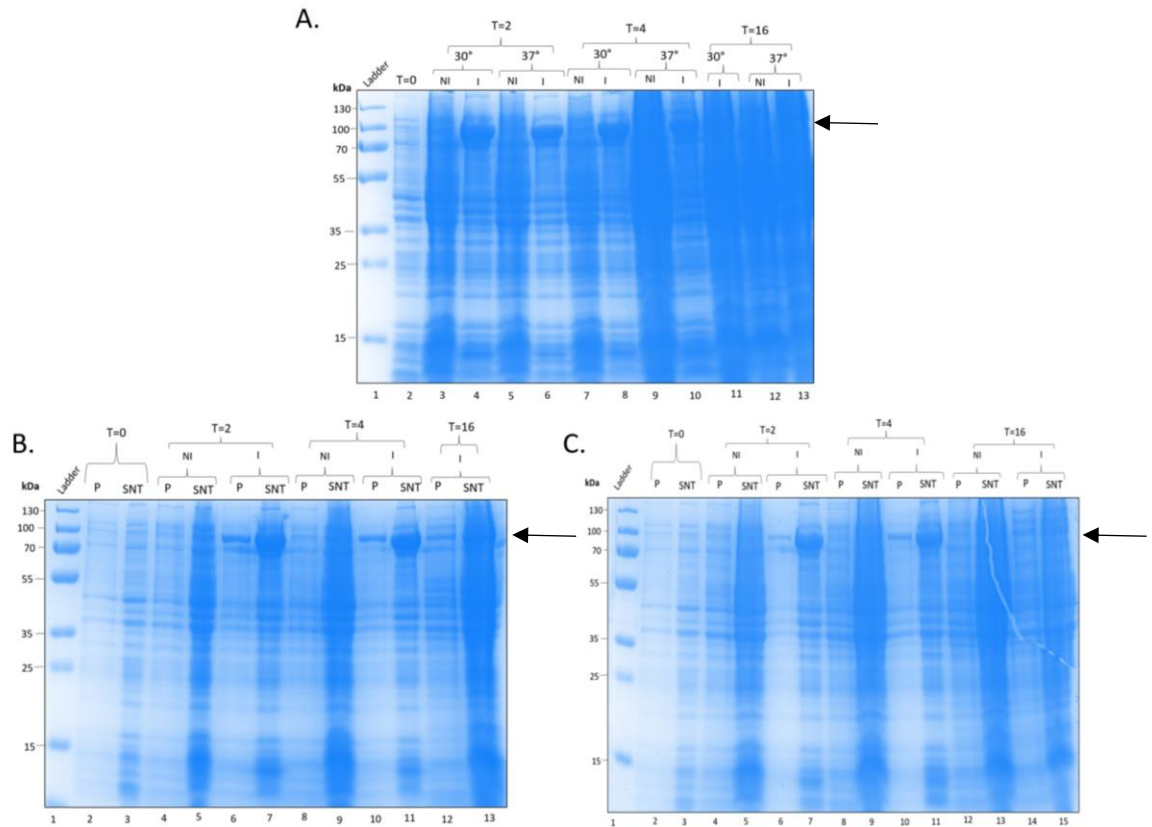 A.
T=2 T=4 T=16
30° 37° 30° 37° 30° 37°
Ladder
kDa T=0 NI I NI I NI I NI I I NI I
130
100
70
55
35
25
15
1 2 3 4 5 6 7 8 9 10 11 12 13
B.
T=0 T=2 T=4 T=16
NI I NI I I
kDa Ladder P SNT P SNT P SNT P SNT P SNT P SNT
130
100
70
55
35
25
15
1 2 3 4 5 6 7 8 9 10 11 12 13
C.
T=0 T=2 T=4 T=16
NI I NI I NI I
kDa Ladder P SNT P SNT P SNT P SNT P SNT P SNT P SNT
130
100
70
55
35
25
15
1 2 3 4 5 6 7 8 9 10 11 12 13 14 15